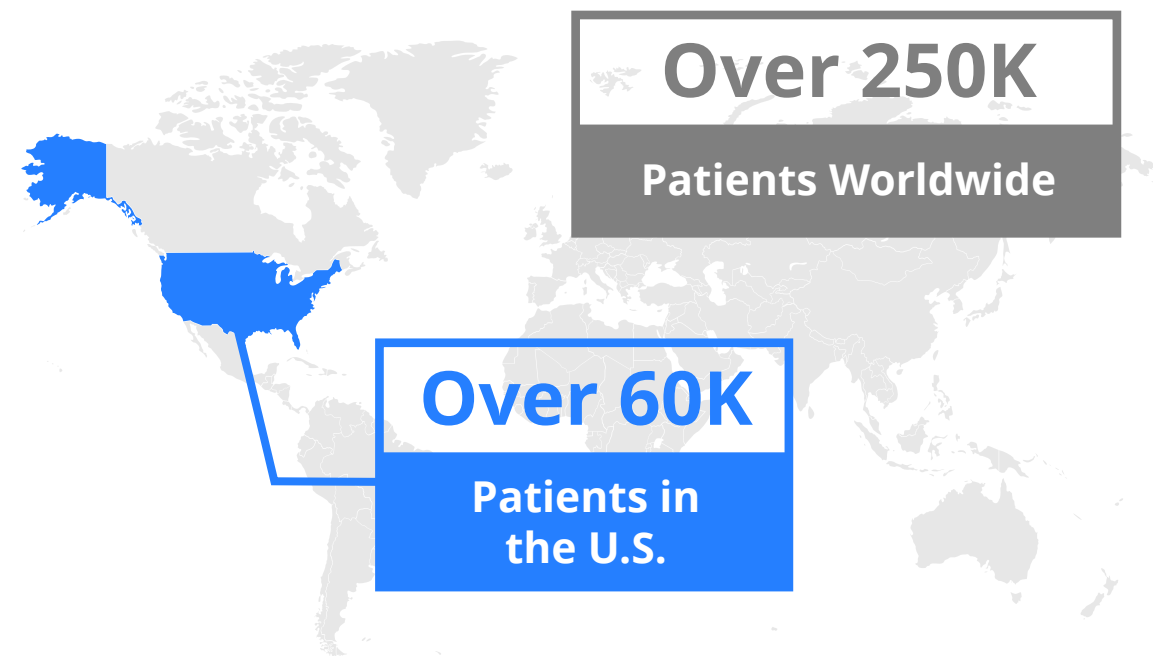 Over 250K
Patients Worldwide
Over 60K
Patients in
the U.S.